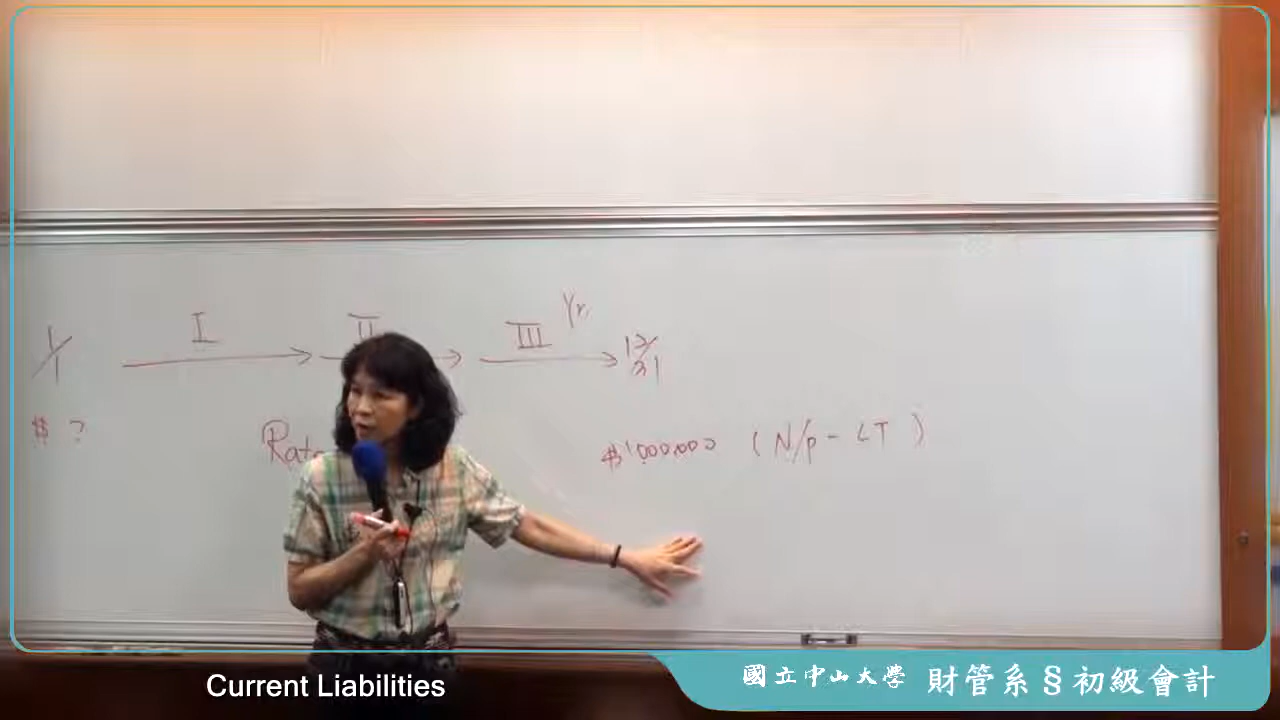 I II III Yr.
1/1 12/31
$ ? Rate $1,000,000 (N/p - LT)
Current Liabilities
國立中山大學 財管系§初級會計